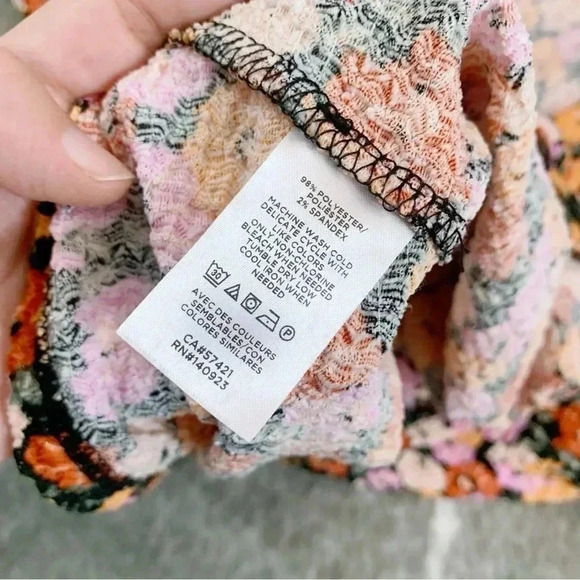 98% POLYESTER/
POLIESTER
2% SPANDEX
MACHINE WASH COLD
DELICATE CYCLE WITH
LIKE COLORS
ONLY NON-CHLORINE
BLEACH WHEN NEEDED
TUMBLE DRY LOW
COOL IRON WHEN
NEEDED
30
P
AVEC DES COULEURS
SEMBLABLES/CON
COLORES SIMILARES
CA#57421
RN#140923